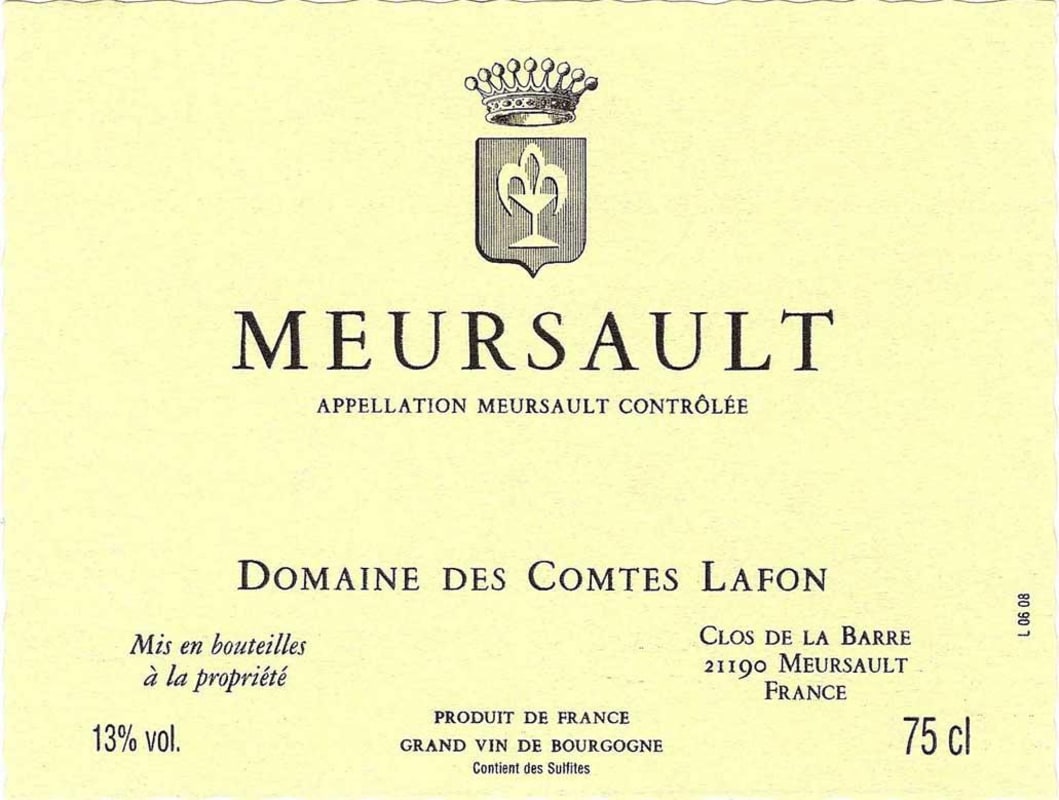 MEURSAULT
APPELLATION MEURSAULT CONTRÔLÉE
DOMAINE DES COMTES LAFON
Mis en bouteilles
à la propriété
13% vol.
CLOS DE LA BARRE
21190 MEURSAULT
FRANCE
PRODUIT DE FRANCE
GRAND VIN DE BOURGOGNE
Contient des Sulfites
75 cl
L 06 08